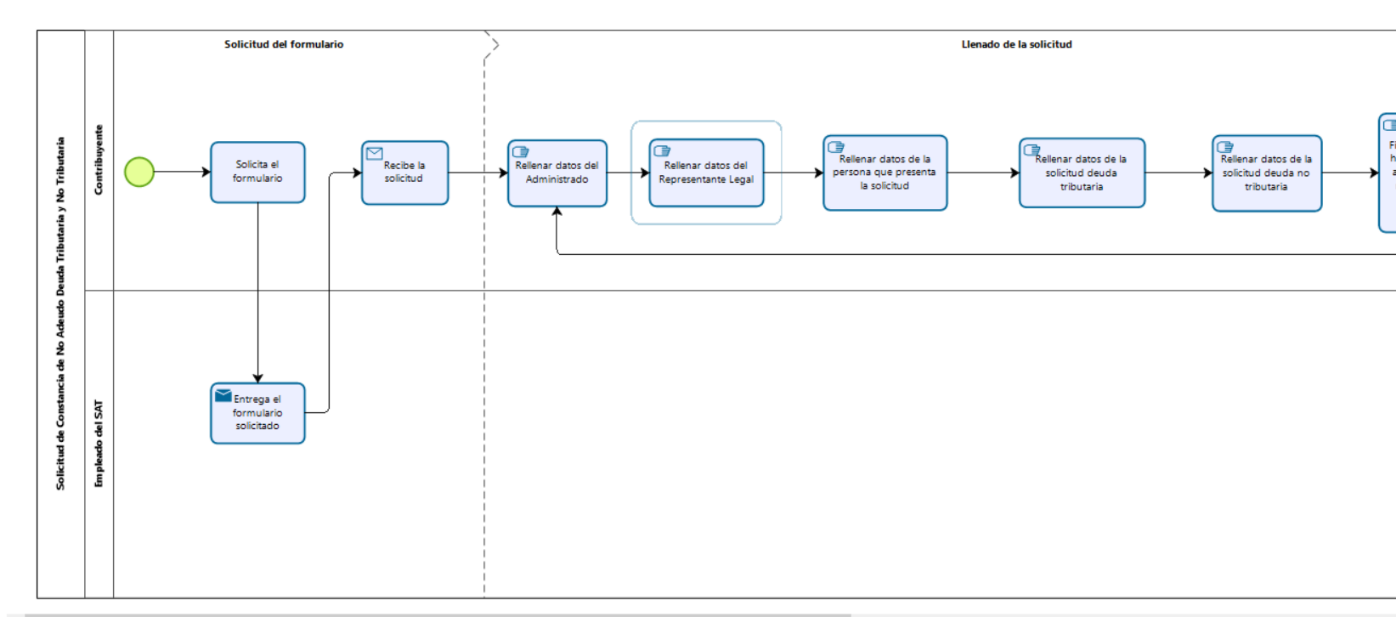 Solicitud de Constancia de No Adeudo Deuda Tributaria y No Tributaria
Contribuyente
Empleado del SAT
Solicitud del formulario
Llenado de la solicitud
Solicita el
formulario
Recibe la
solicitud
Rellenar datos del
Administrado
Rellenar datos del
Representante Legal
Rellenar datos de la
persona que presenta
la solicitud
Rellenar datos de la
solicitud deuda
tributaria
Rellenar datos de la
solicitud deuda no
tributaria
Entrega el
formulario
solicitado